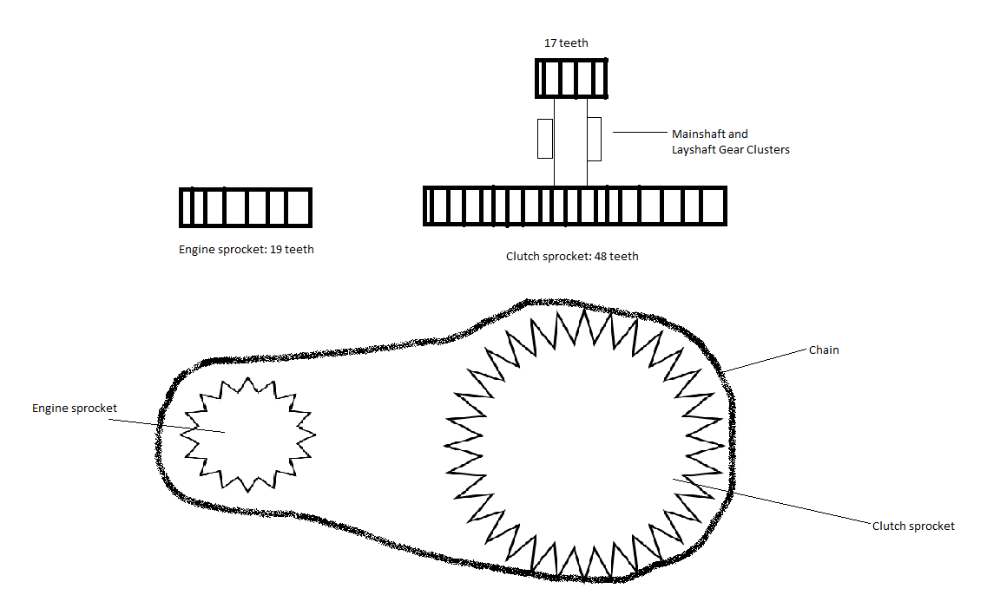 17 teeth
Mainshaft and
Layshaft Gear Clusters
Engine sprocket: 19 teeth
Clutch sprocket: 48 teeth
Chain
Engine sprocket
Clutch sprocket